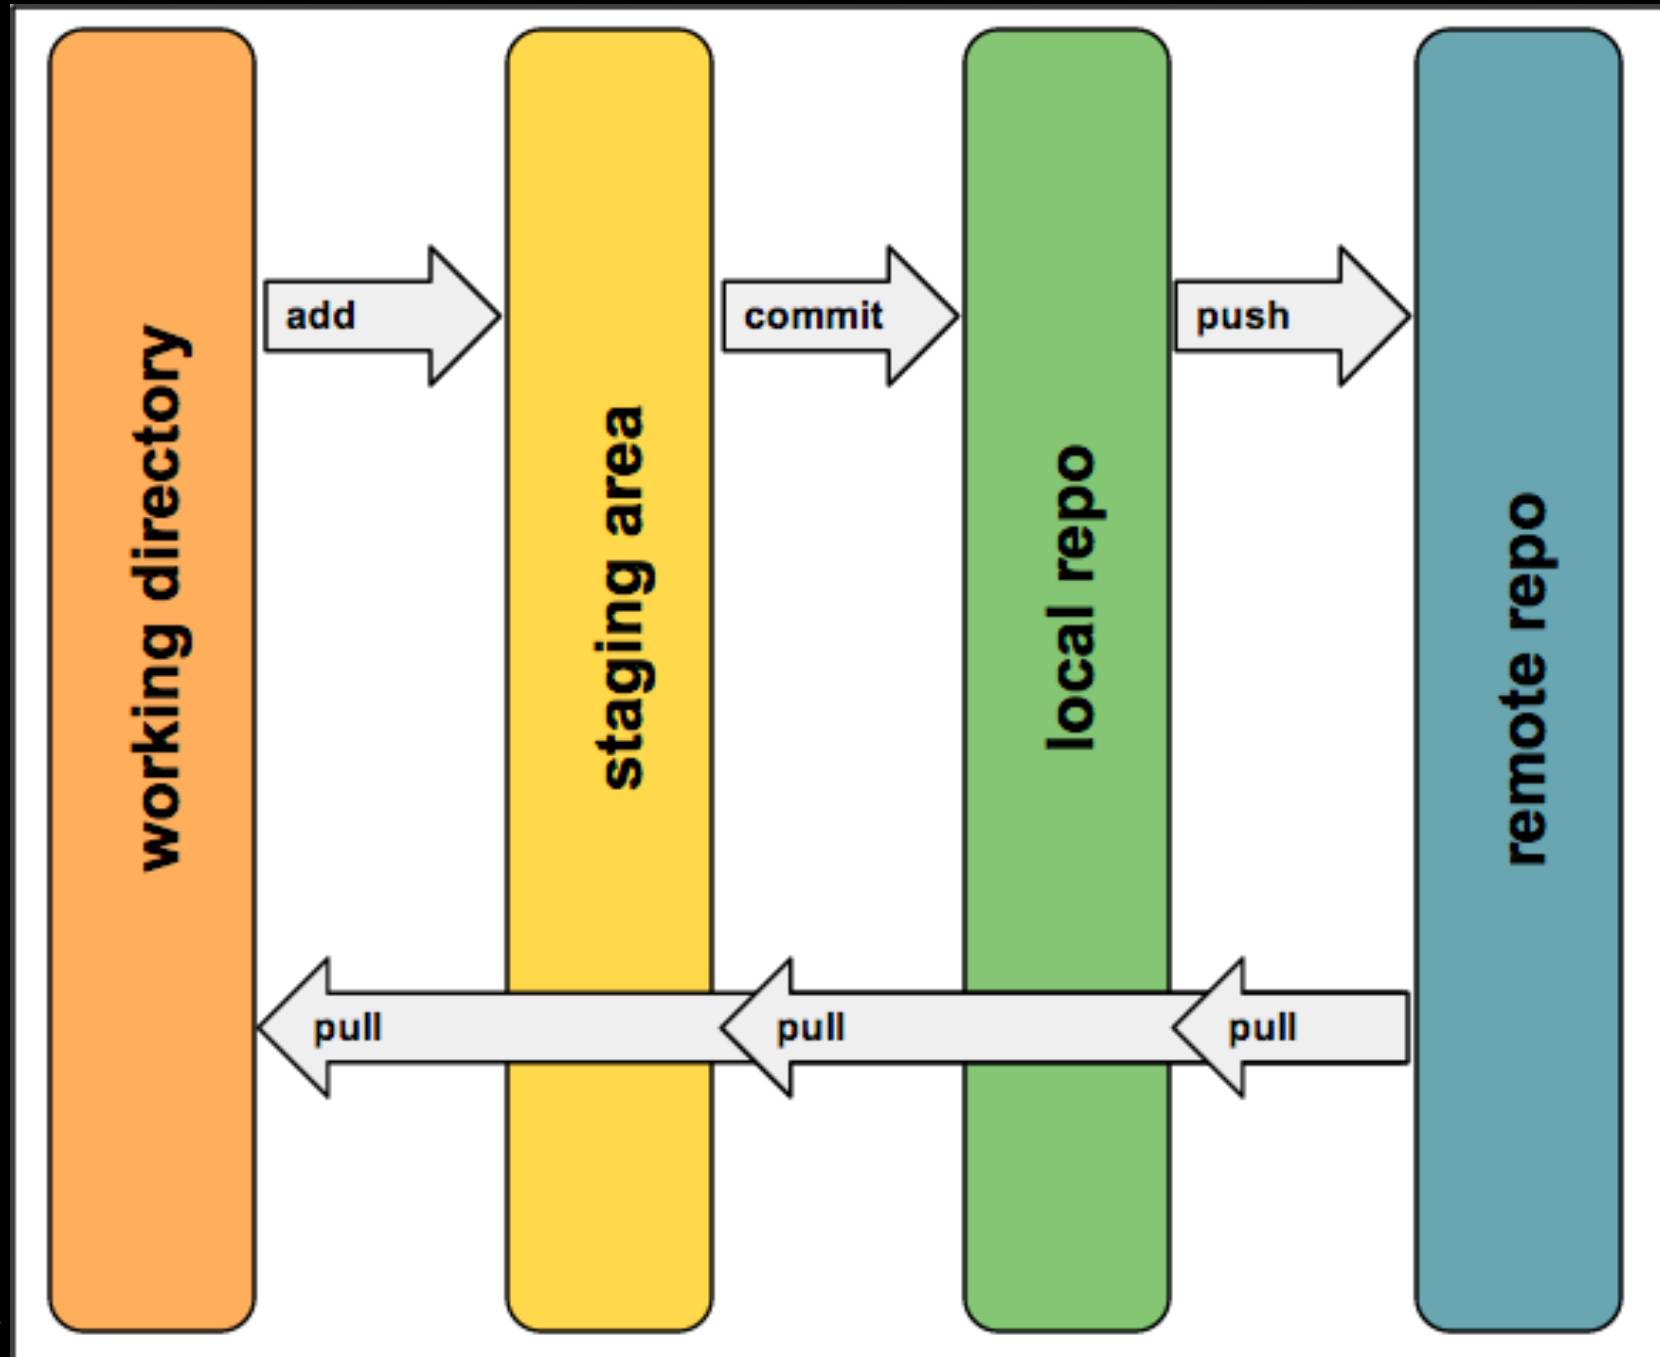 working directory
add
staging area
commit
local repo
push
remote repo
pull
pull
pull